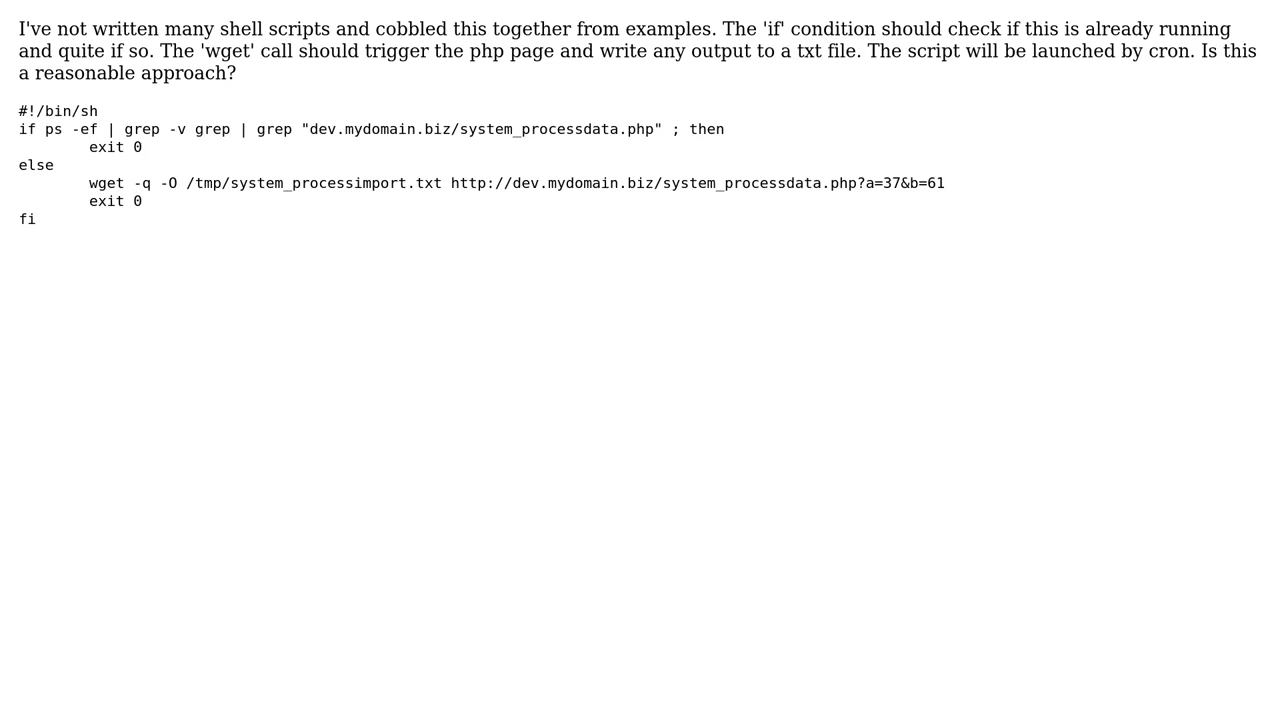 I've not written many shell scripts and cobbled this together from examples. The 'if' condition should check if this is already running
and quite if so. The 'wget' call should trigger the php page and write any output to a txt file. The script will be launched by cron. Is this
a reasonable approach?
#!/bin/sh
if ps -ef | grep -v grep | grep "dev.mydomain.biz/system_processdata.php" ; then
        exit 0
else
        wget -q -O /tmp/system_processimport.txt http://dev.mydomain.biz/system_processdata.php?a=37&b=61
        exit 0
fi